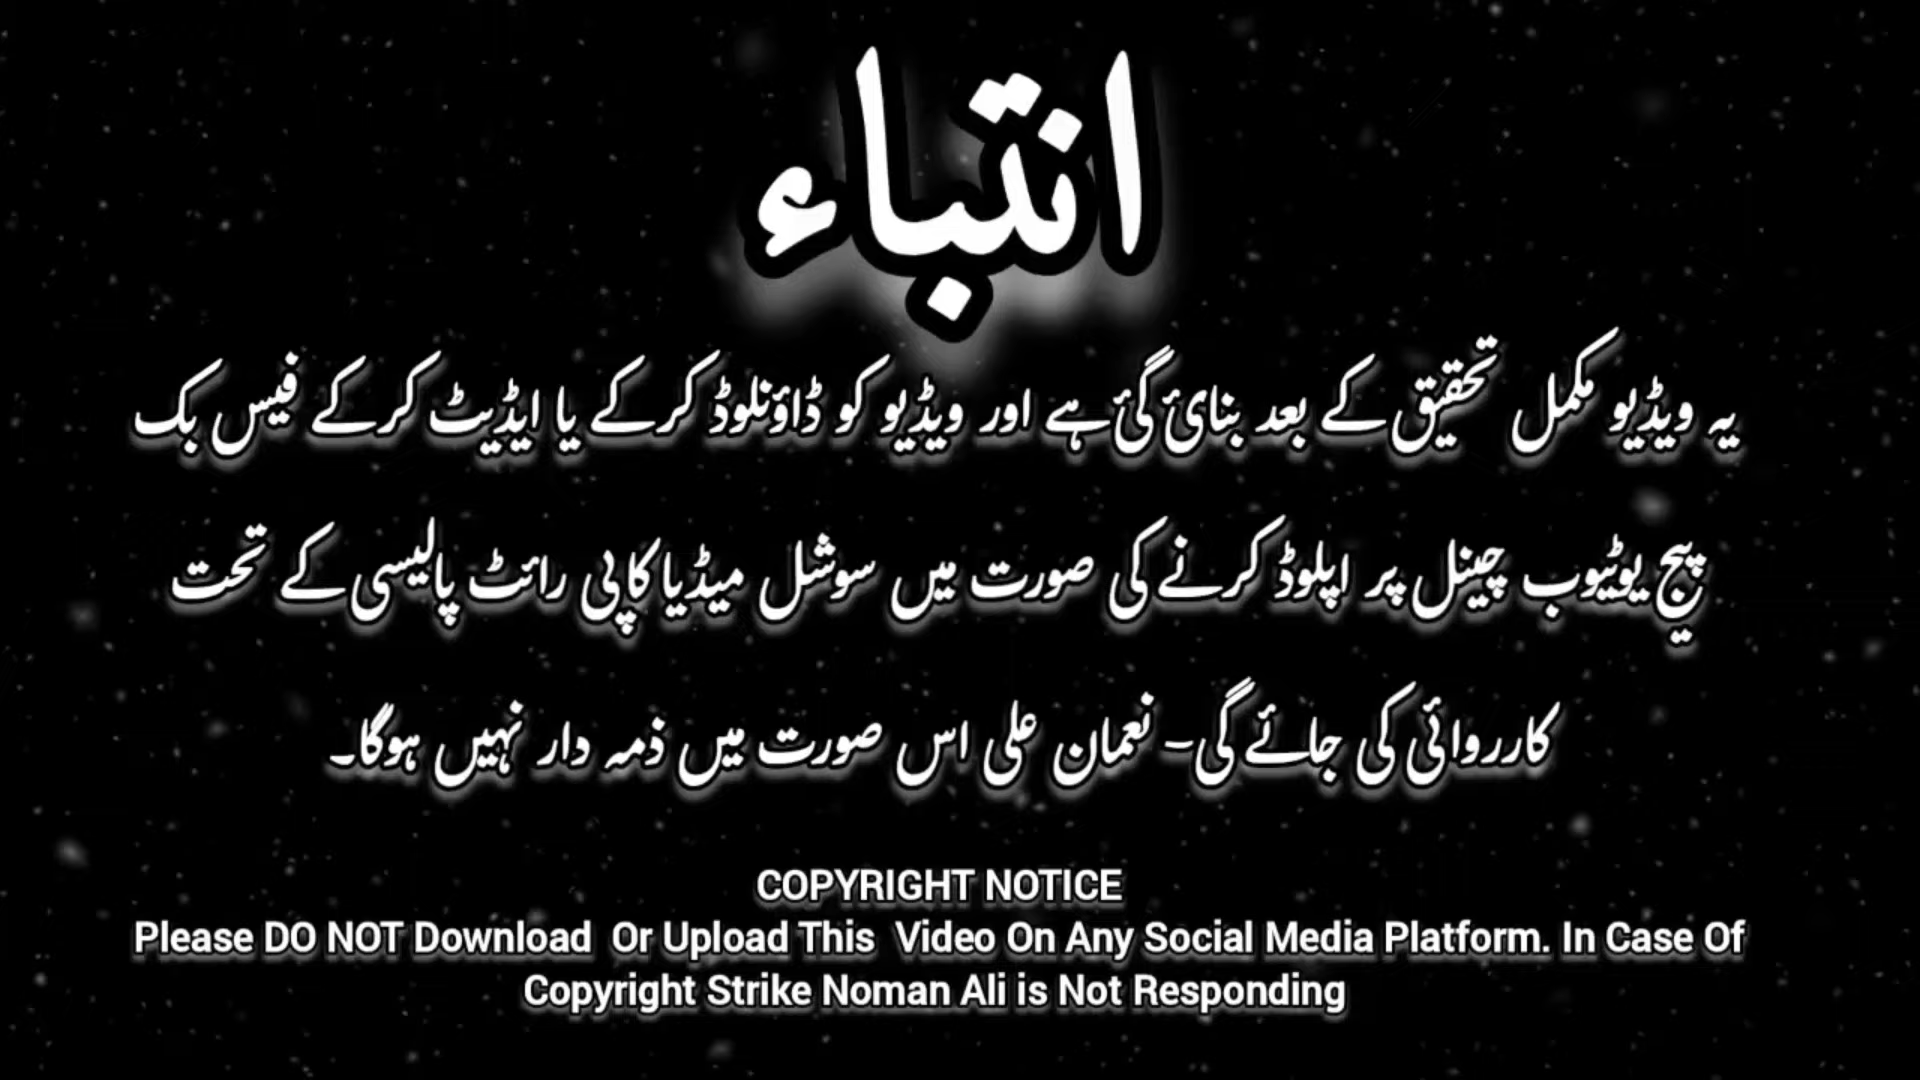 انتباء
یہ ویڈیو مکمل تحقیق کے بعد بنائ گئ ہے اور ویڈیو کو ڈاؤنلوڈ کرکے یا ایڈیٹ کرکے فیس بک
پیج یوٹیوب چینل پر اپلوڈ کرنے کی صورت میں سوشل میڈیا کاپی رائٹ پالیسی کے تحت
کارروائی کی جائے گی- نعمان علی اس صورت میں ذمہ دار نہیں ہوگا۔
COPYRIGHT NOTICE
Please DO NOT Download Or Upload This Video On Any Social Media Platform. In Case Of
Copyright Strike Noman Ali is Not Responding